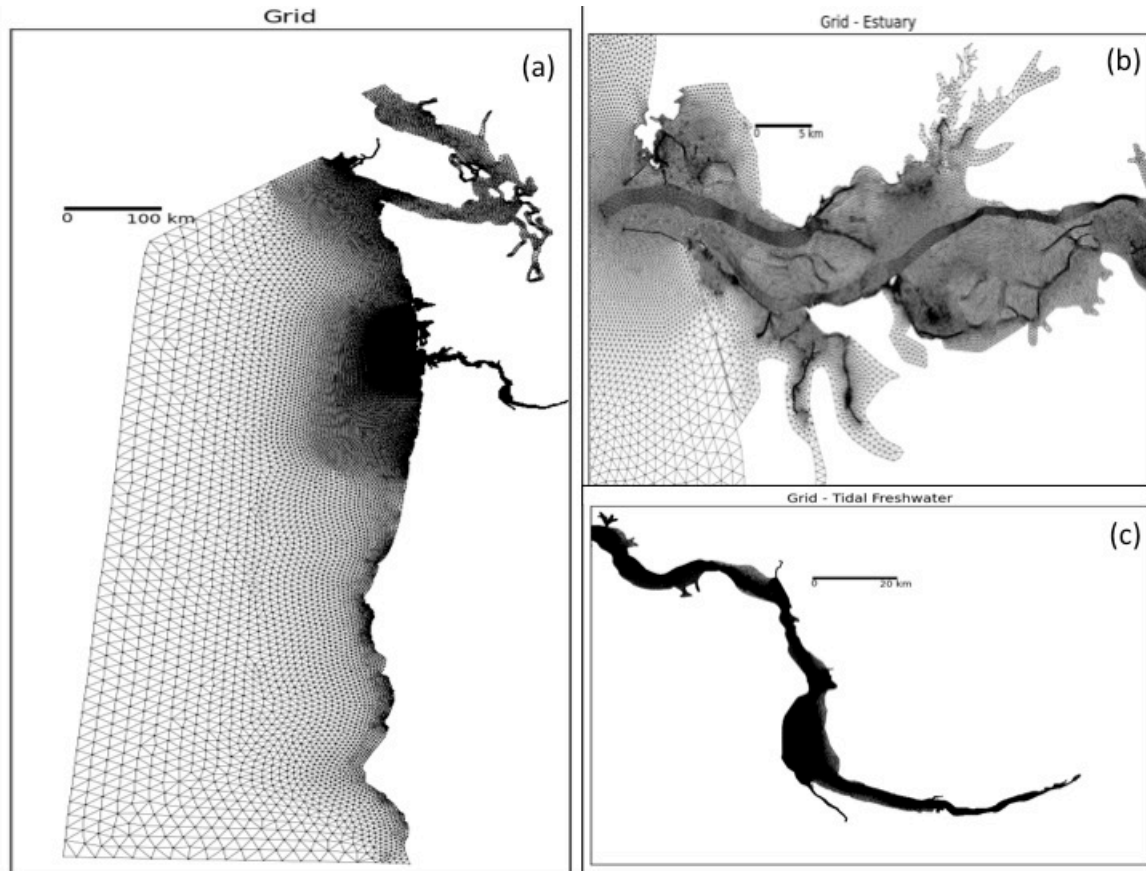 Grid
(a)
0 100 km
Grid - Estuary
(b)
0 5 km
Grid - Tidal Freshwater
(c)
0 20 km